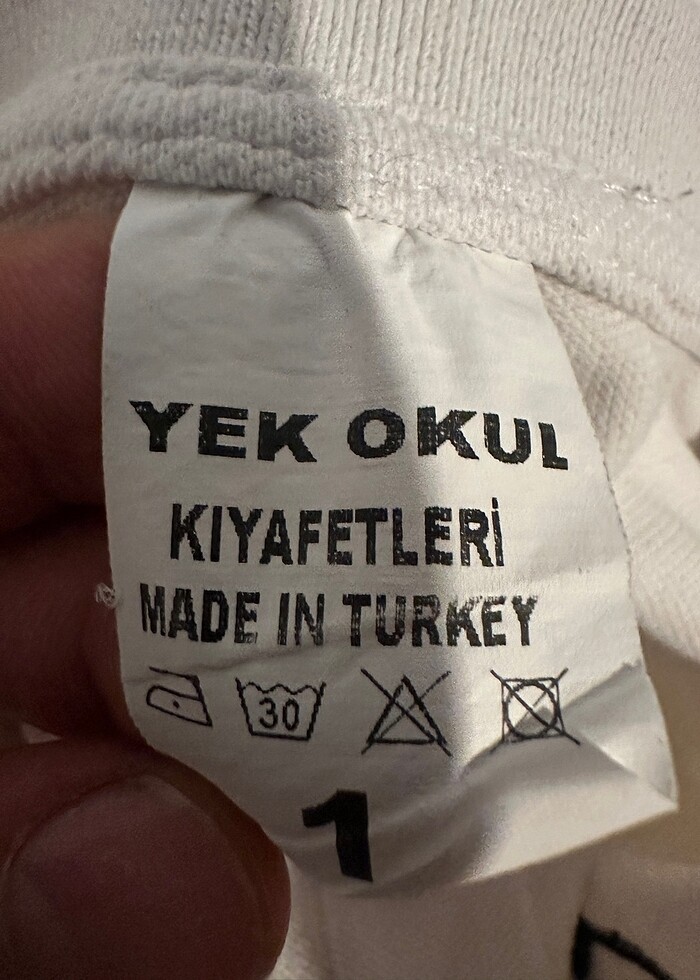 YEK OKUL
KIYAFETLERİ
MADE IN TURKEY
30
1